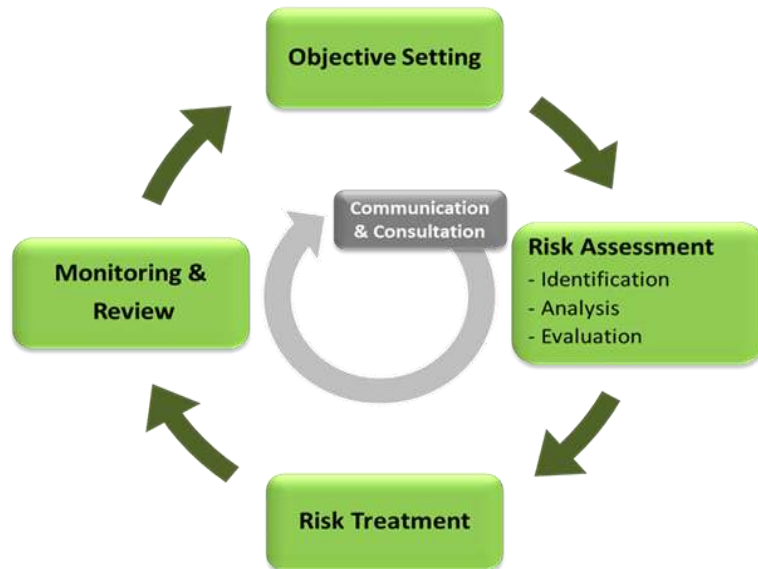 Objective Setting
Communication
& Consultation
Risk Assessment
- Identification
- Analysis
- Evaluation
Monitoring &
Review
Risk Treatment